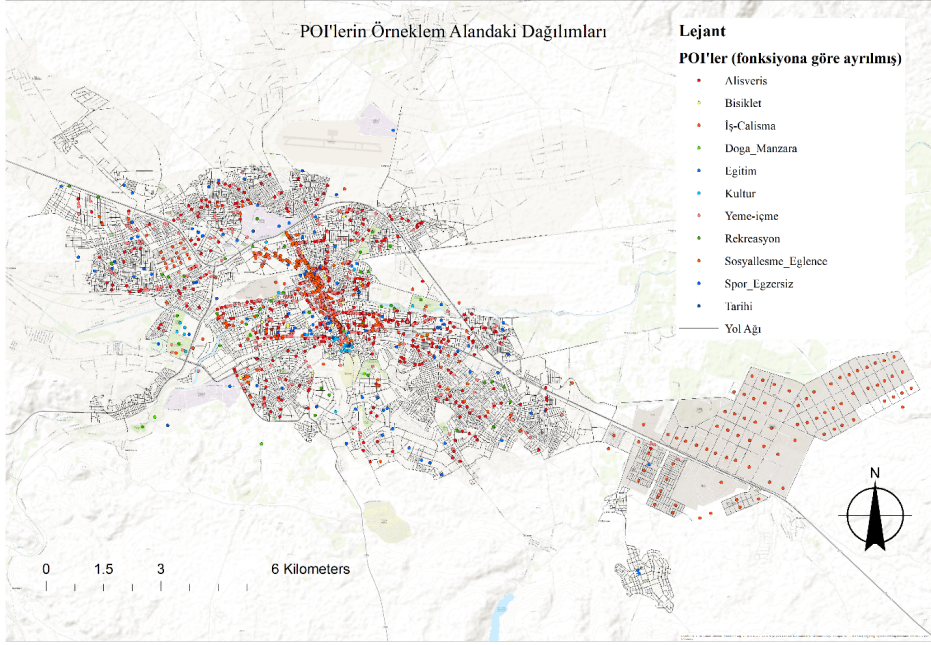 POI'lerin Örneklem Alandaki Dağılımları
Lejant
POI'ler (fonksiyona göre ayrılmış)
Alisveris
Bisiklet
İş-Calisma
Doga_Manzara
Egitim
Kultur
Yeme-içme
Rekreasyon
Sosyallesme_Eglence
Spor_Egzersiz
Tarihi
Yol Ağı
N
0 1.5 3 6 Kilometers